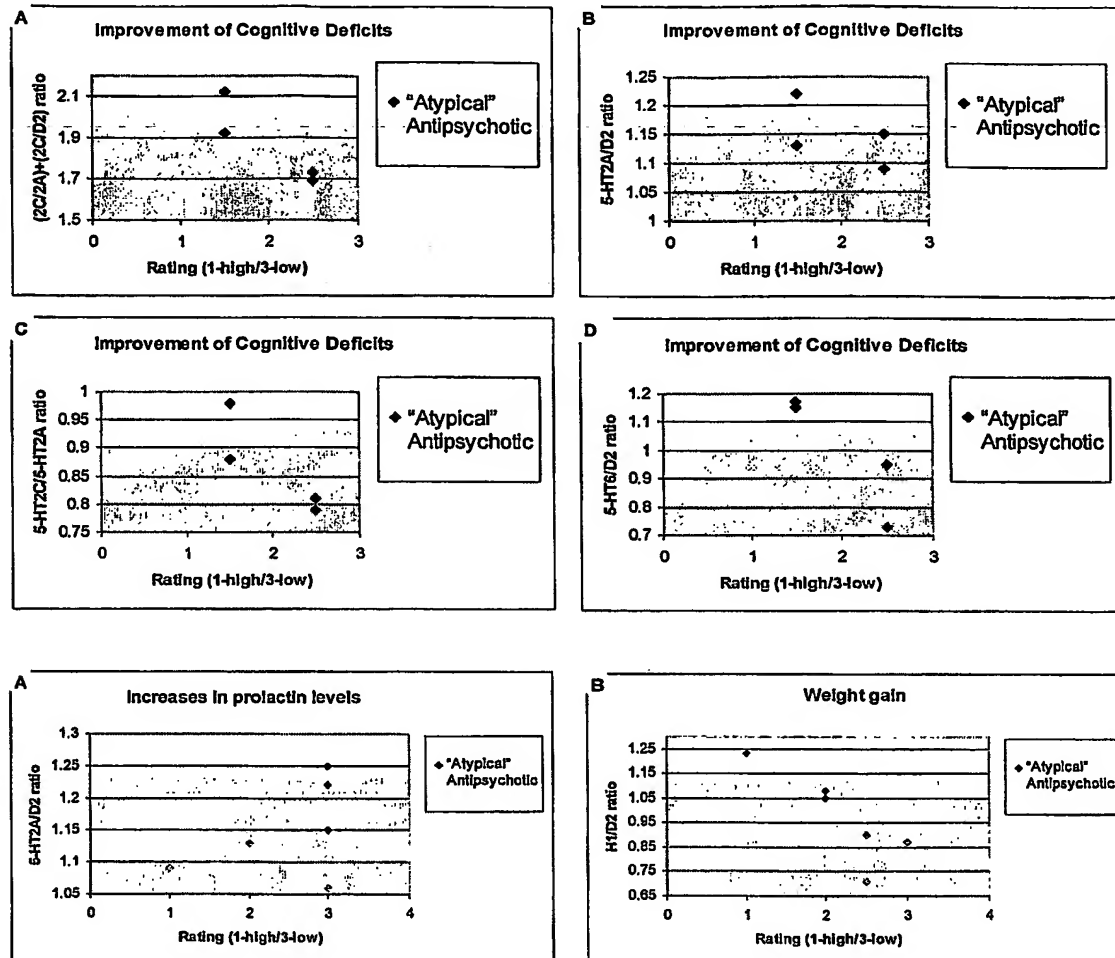 A
Improvement of Cognitive Deficits
(2C/2A)+(2C/D2) ratio
2.1
1.9
1.7
1.5
0 1 2 3
Rating (1-high/3-low)
"Atypical"
Antipsychotic
B
Improvement of Cognitive Deficits
5-HT2A/D2 ratio
1.25
1.2
1.15
1.1
1.05
1
0 1 2 3
Rating (1-high/3-low)
"Atypical"
Antipsychotic
C
Improvement of Cognitive Deficits
5-HT2C/5-HT2A ratio
1
0.95
0.9
0.85
0.8
0.75
0 1 2 3
Rating (1-high/3-low)
"Atypical"
Antipsychotic
D
Improvement of Cognitive Deficits
5-HT6/D2 ratio
1.2
1.1
1
0.9
0.8
0.7
0 1 2 3
Rating (1-high/3-low)
"Atypical"
Antipsychotic
A
Increases in prolactin levels
5-HT2A/D2 ratio
1.3
1.25
1.2
1.15
1.1
1.05
0 1 2 3 4
Rating (1-high/3-low)
"Atypical"
Antipsychotic
B
Weight gain
H1/D2 ratio
1.25
1.15
1.05
0.95
0.85
0.75
0.65
0 1 2 3 4
Rating (1-high/3-low)
"Atypical"
Antipsychotic